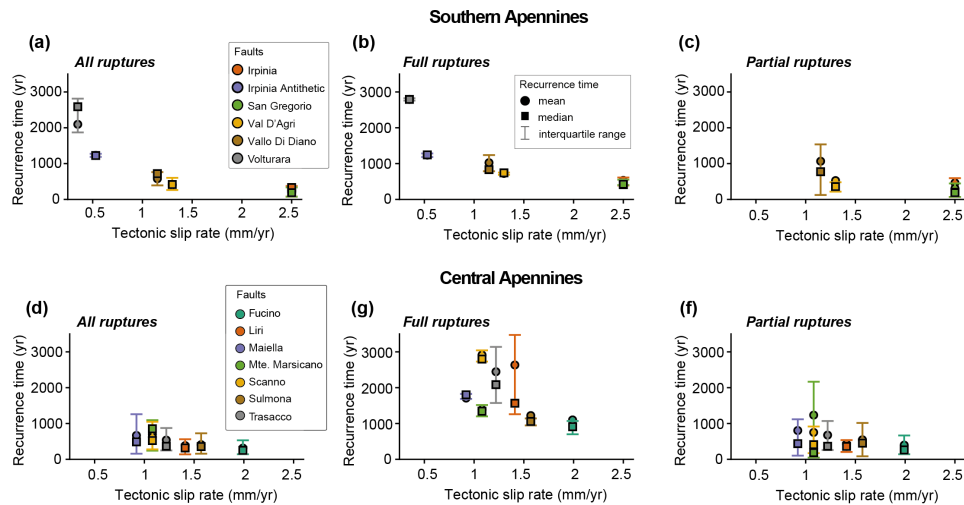 Southern Apennines
(a)
All ruptures
Faults
Irpinia
Irpinia Antithetic
San Gregorio
Val D'Agri
Vallo Di Diano
Volturara
Recurrence time (yr)
3000
2000
1000
0
0.5
1
1.5
2
2.5
Tectonic slip rate (mm/yr)
(b)
Full ruptures
Recurrence time
mean
median
interquartile range
Recurrence time (yr)
3000
2000
1000
0
0.5
1
1.5
2
2.5
Tectonic slip rate (mm/yr)
(c)
Partial ruptures
Recurrence time (yr)
3000
2000
1000
0
0.5
1
1.5
2
2.5
Tectonic slip rate (mm/yr)
Central Apennines
(d)
All ruptures
Faults
Fucino
Liri
Maiella
Mte. Marsicano
Scanno
Sulmona
Trasacco
Recurrence time (yr)
3000
2000
1000
0
0.5
1
1.5
2
2.5
Tectonic slip rate (mm/yr)
(g)
Full ruptures
Recurrence time (yr)
3000
2000
1000
0
0.5
1
1.5
2
2.5
Tectonic slip rate (mm/yr)
(f)
Partial ruptures
Recurrence time (yr)
3000
2000
1000
0
0.5
1
1.5
2
2.5
Tectonic slip rate (mm/yr)